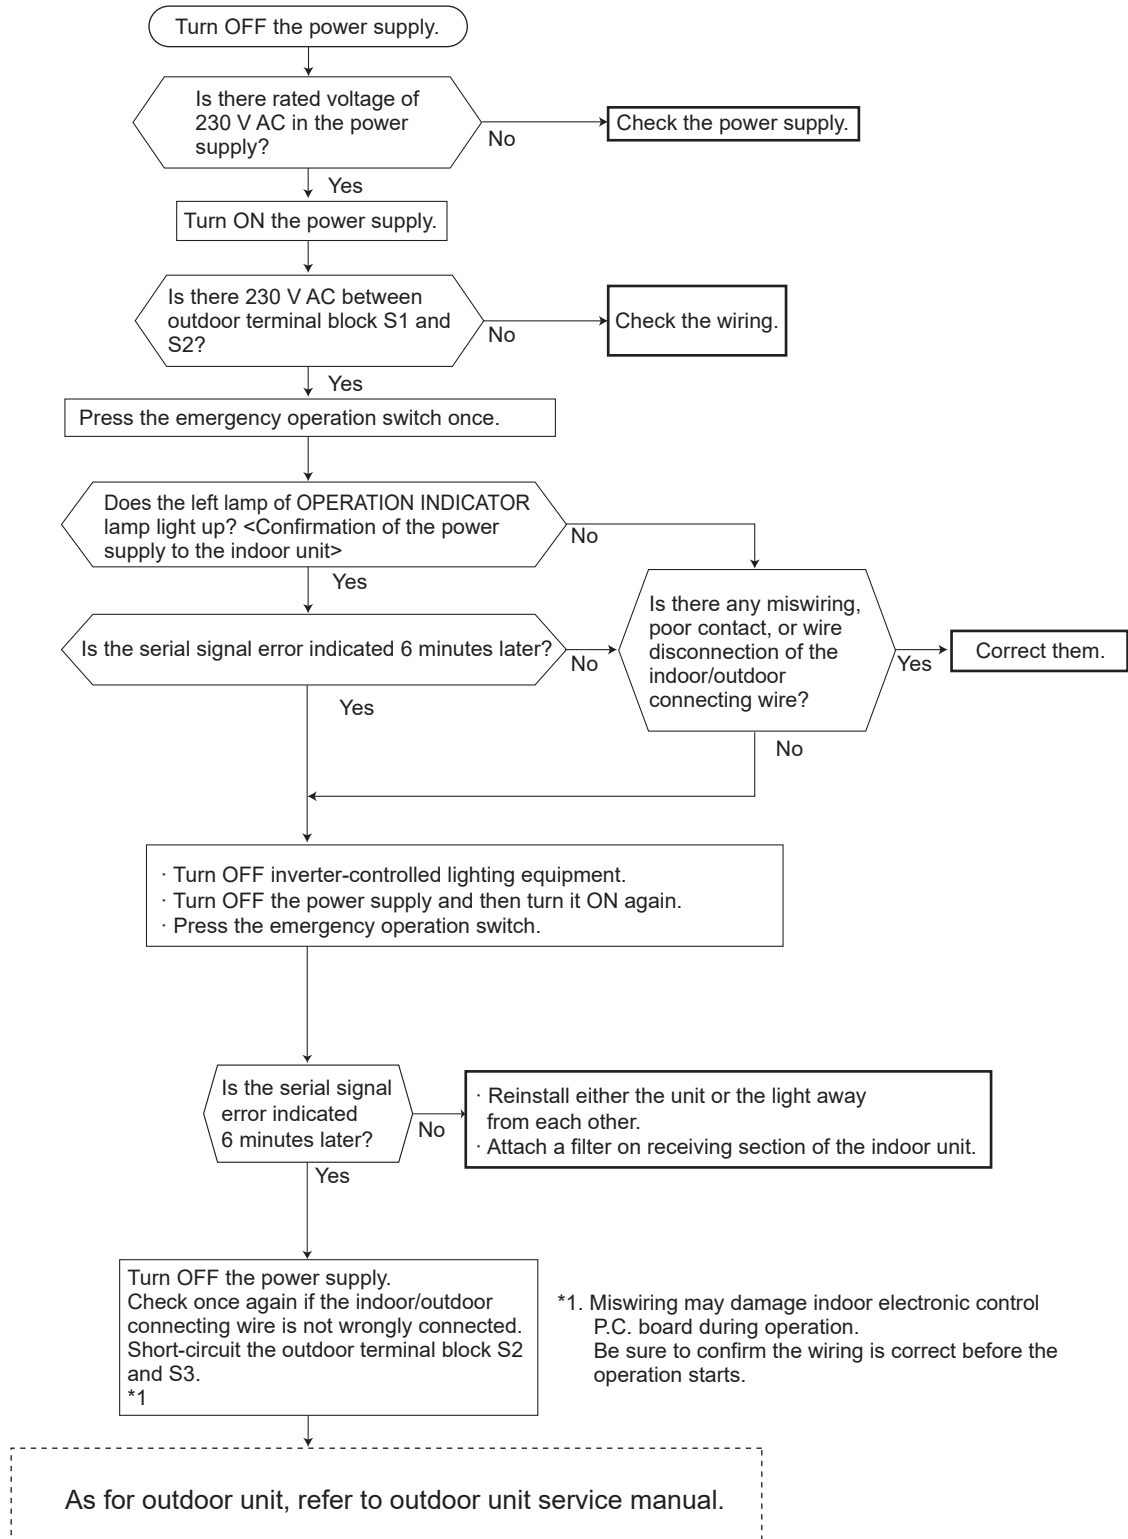 Turn OFF the power supply.
Is there rated voltage of
230 V AC in the power
supply?
No
Check the power supply.
Yes
Turn ON the power supply.
Is there 230 V AC between
outdoor terminal block S1 and
S2?
No
Check the wiring.
Yes
Press the emergency operation switch once.
Does the left lamp of OPERATION INDICATOR
lamp light up? <Confirmation of the power
supply to the indoor unit>
No
Yes
Is the serial signal error indicated 6 minutes later?
No
Is there any miswiring,
poor contact, or wire
disconnection of the
indoor/outdoor
connecting wire?
Yes
Correct them.
Yes
No
· Turn OFF inverter-controlled lighting equipment.
· Turn OFF the power supply and then turn it ON again.
· Press the emergency operation switch.
Is the serial signal
error indicated
6 minutes later?
No
· Reinstall either the unit or the light away
from each other.
· Attach a filter on receiving section of the indoor unit.
Yes
Turn OFF the power supply.
Check once again if the indoor/outdoor
connecting wire is not wrongly connected.
Short-circuit the outdoor terminal block S2
and S3.
*1
*1. Miswiring may damage indoor electronic control
P.C. board during operation.
Be sure to confirm the wiring is correct before the
operation starts.
As for outdoor unit, refer to outdoor unit service manual.